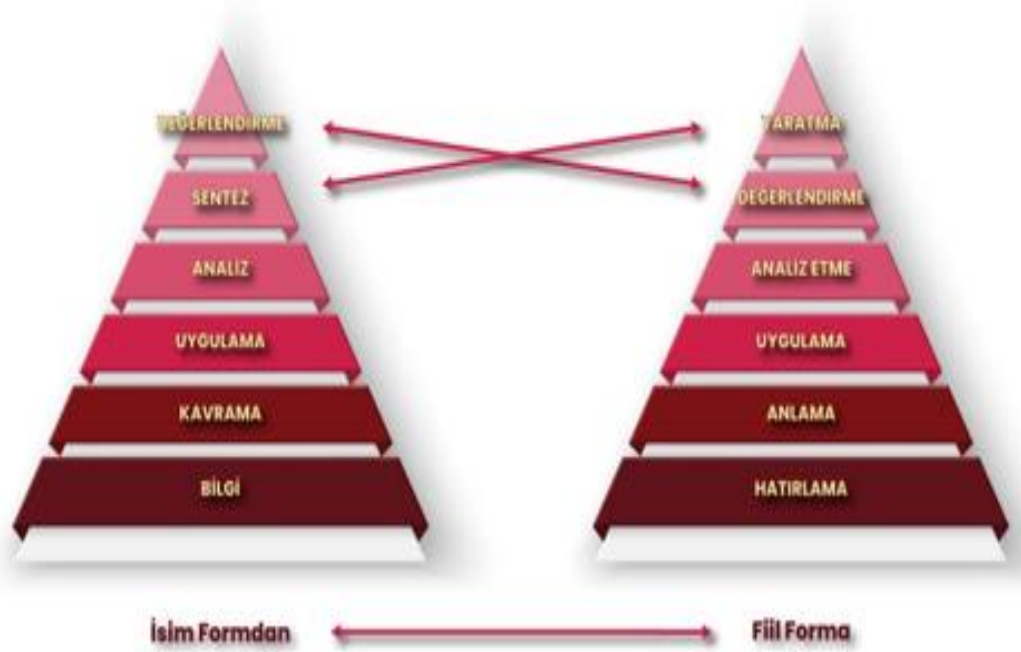 DEĞERLENDİRME
SENTEZ
ANALİZ
UYGULAMA
KAVRAMA
BİLGİ
İsim Formdan
YARATMA
DEĞERLENDİRME
ANALİZ ETME
UYGULAMA
ANLAMA
HATIRLAMA
Fiil Forma